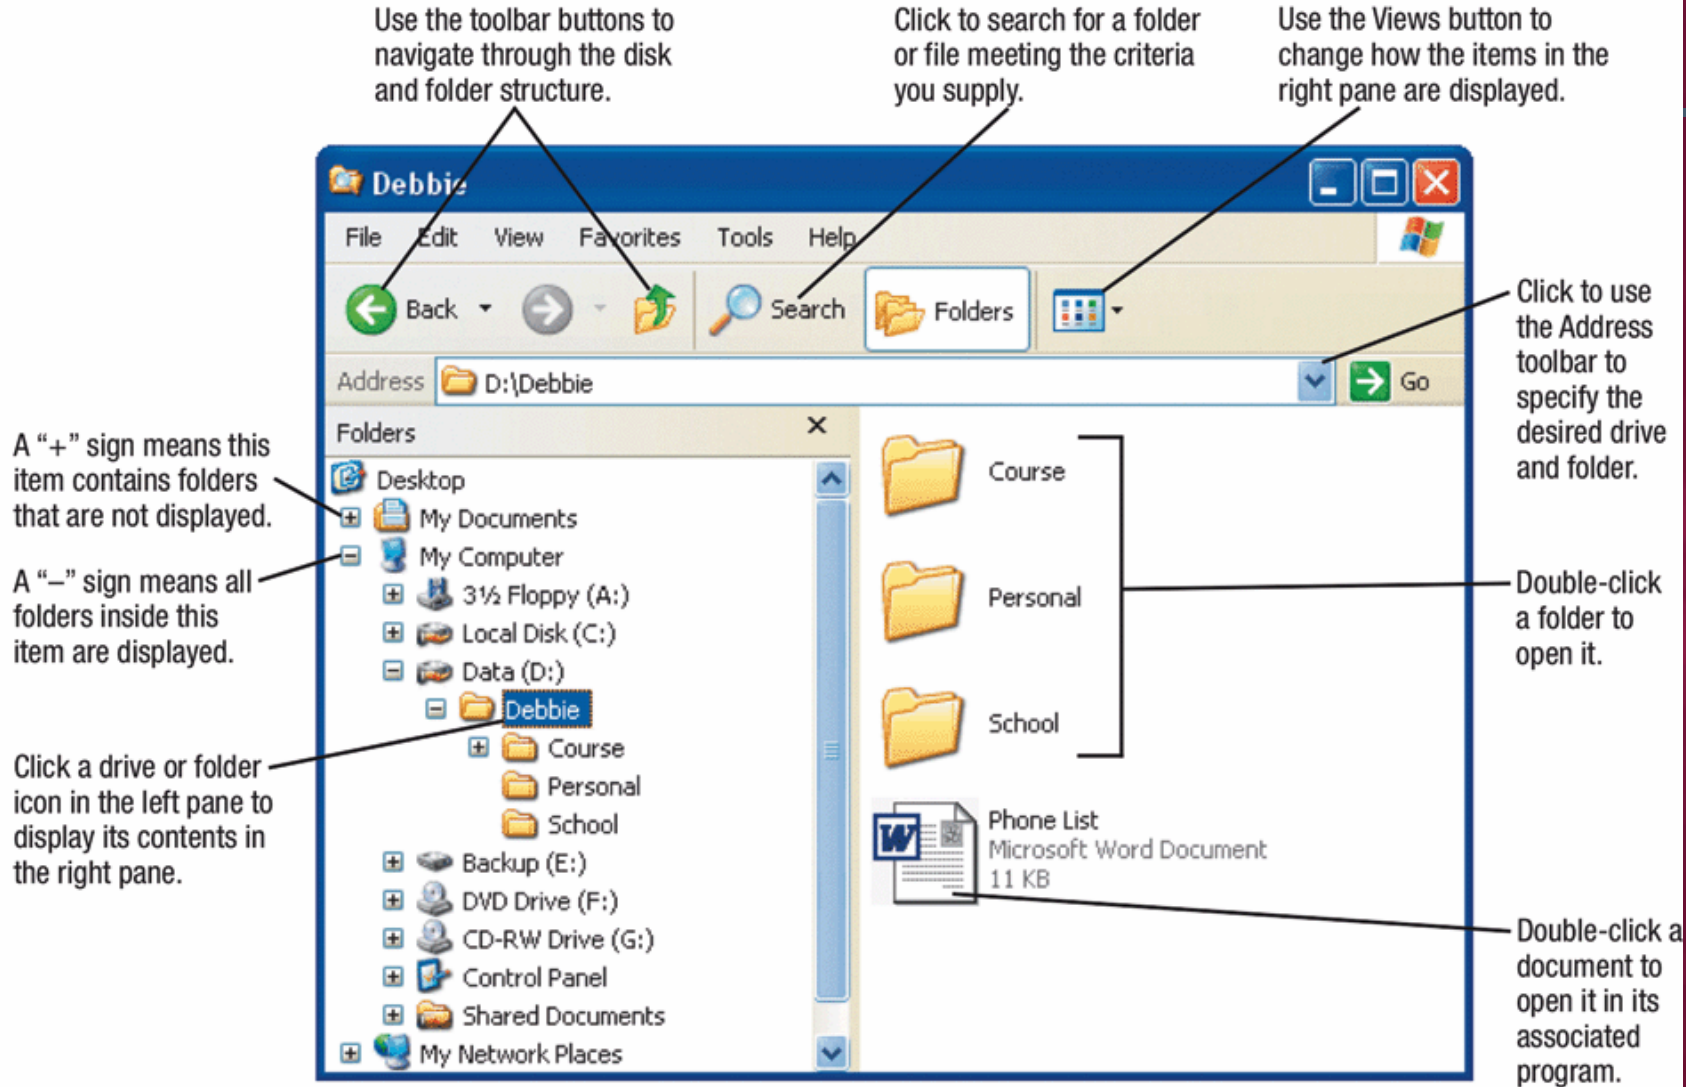 Use the toolbar buttons to
navigate through the disk
and folder structure.
Click to search for a folder
or file meeting the criteria
you supply.
Use the Views button to
change how the items in the
right pane are displayed.
Debbie
File Edit View Favorites Tools Help
Back Search Folders
Address D:\Debbie Go
Click to use
the Address
toolbar to
specify the
desired drive
and folder.
A “+” sign means this
item contains folders
that are not displayed.
A “–” sign means all
folders inside this
item are displayed.
Click a drive or folder
icon in the left pane to
display its contents in
the right pane.
Folders
Desktop
My Documents
My Computer
3½ Floppy (A:)
Local Disk (C:)
Data (D:)
Debbie
Course
Personal
School
Backup (E:)
DVD Drive (F:)
CD-RW Drive (G:)
Control Panel
Shared Documents
My Network Places
Course
Personal
School
Phone List
Microsoft Word Document
11 KB
W
Double-click
a folder to
open it.
Double-click a
document to
open it in its
associated
program.